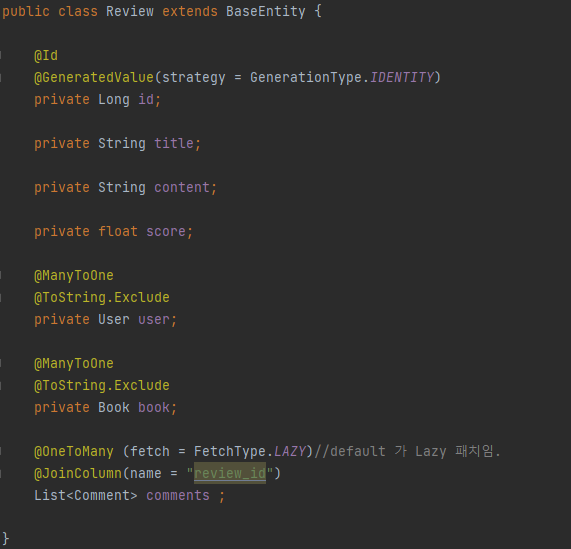 public class Review extends BaseEntity {
@Id
@GeneratedValue(strategy = GenerationType.IDENTITY)
private Long id;
private String title;
private String content;
private float score;
@ManyToOne
@ToString.Exclude
private User user;
@ManyToOne
@ToString.Exclude
private Book book;
@OneToMany (fetch = FetchType.LAZY)//default 가 Lazy 패치임.
@JoinColumn(name = "review_id")
List<Comment> comments ;
}